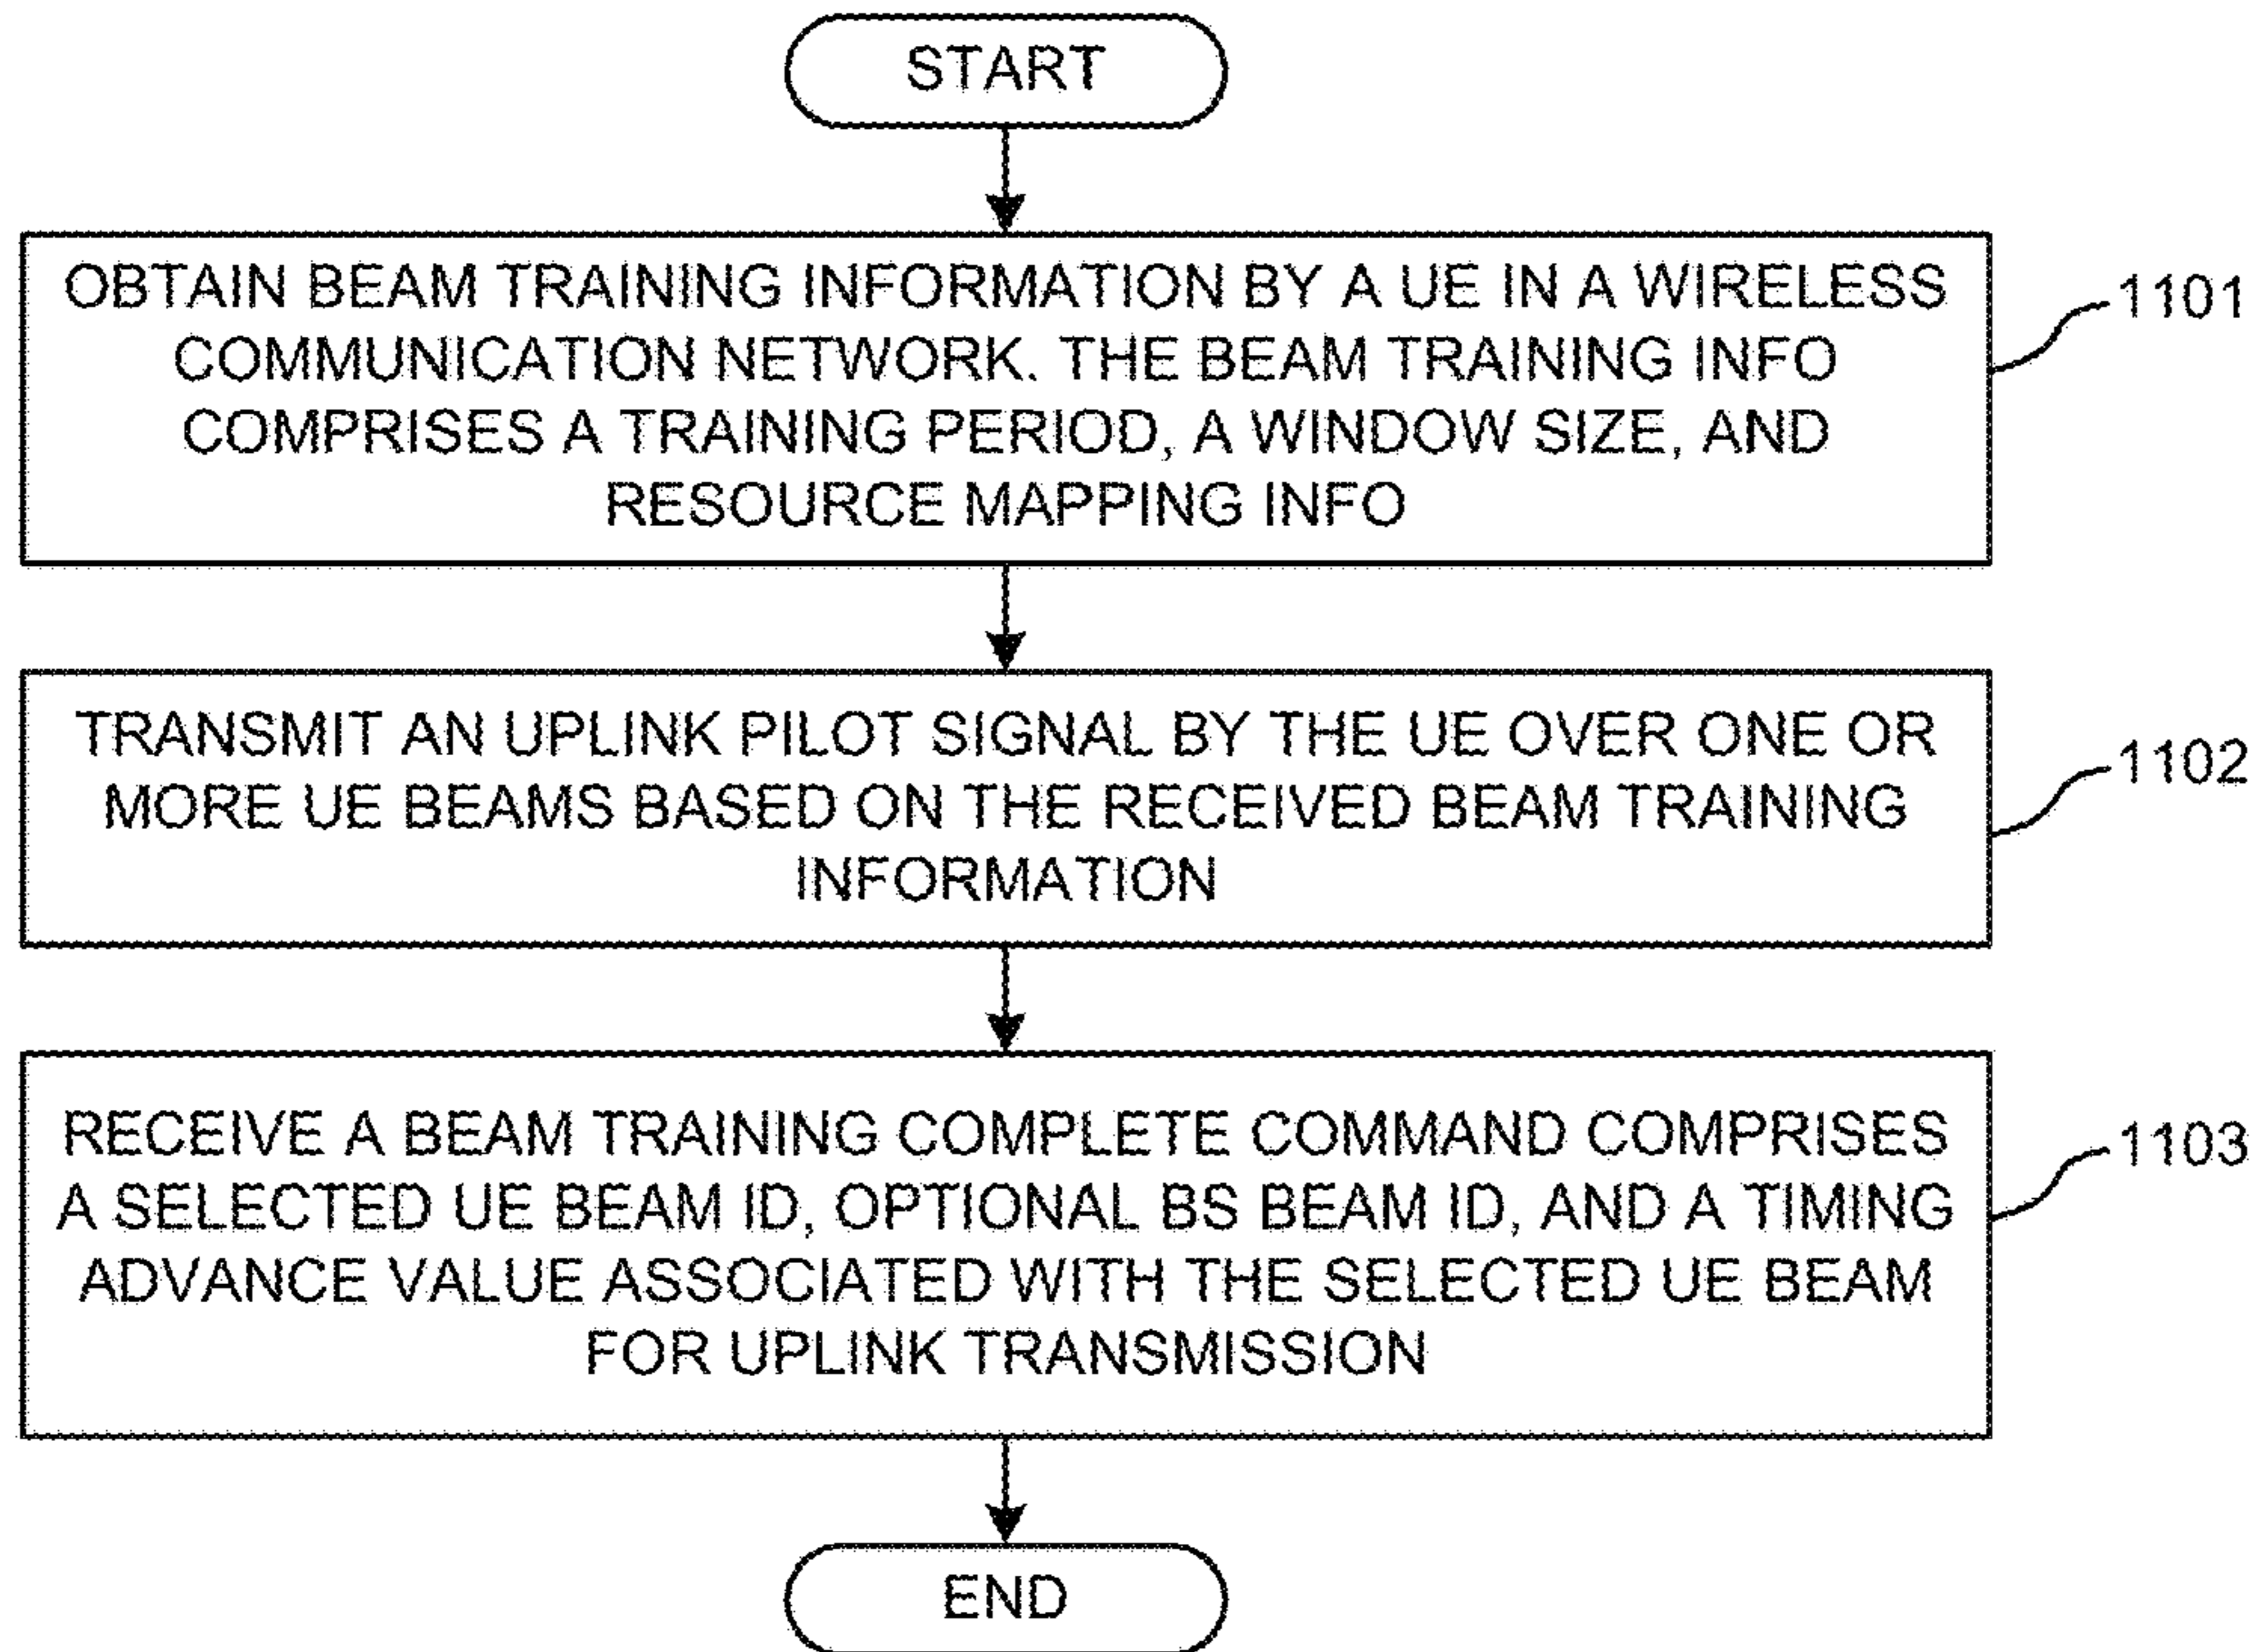 START
OBTAIN BEAM TRAINING INFORMATION BY A UE IN A WIRELESS
COMMUNICATION NETWORK. THE BEAM TRAINING INFO
COMPRISES A TRAINING PERIOD, A WINDOW SIZE, AND
RESOURCE MAPPING INFO
1101
TRANSMIT AN UPLINK PILOT SIGNAL BY THE UE OVER ONE OR
MORE UE BEAMS BASED ON THE RECEIVED BEAM TRAINING
INFORMATION
1102
RECEIVE A BEAM TRAINING COMPLETE COMMAND COMPRISES
A SELECTED UE BEAM ID, OPTIONAL BS BEAM ID, AND A TIMING
ADVANCE VALUE ASSOCIATED WITH THE SELECTED UE BEAM
FOR UPLINK TRANSMISSION
1103
END